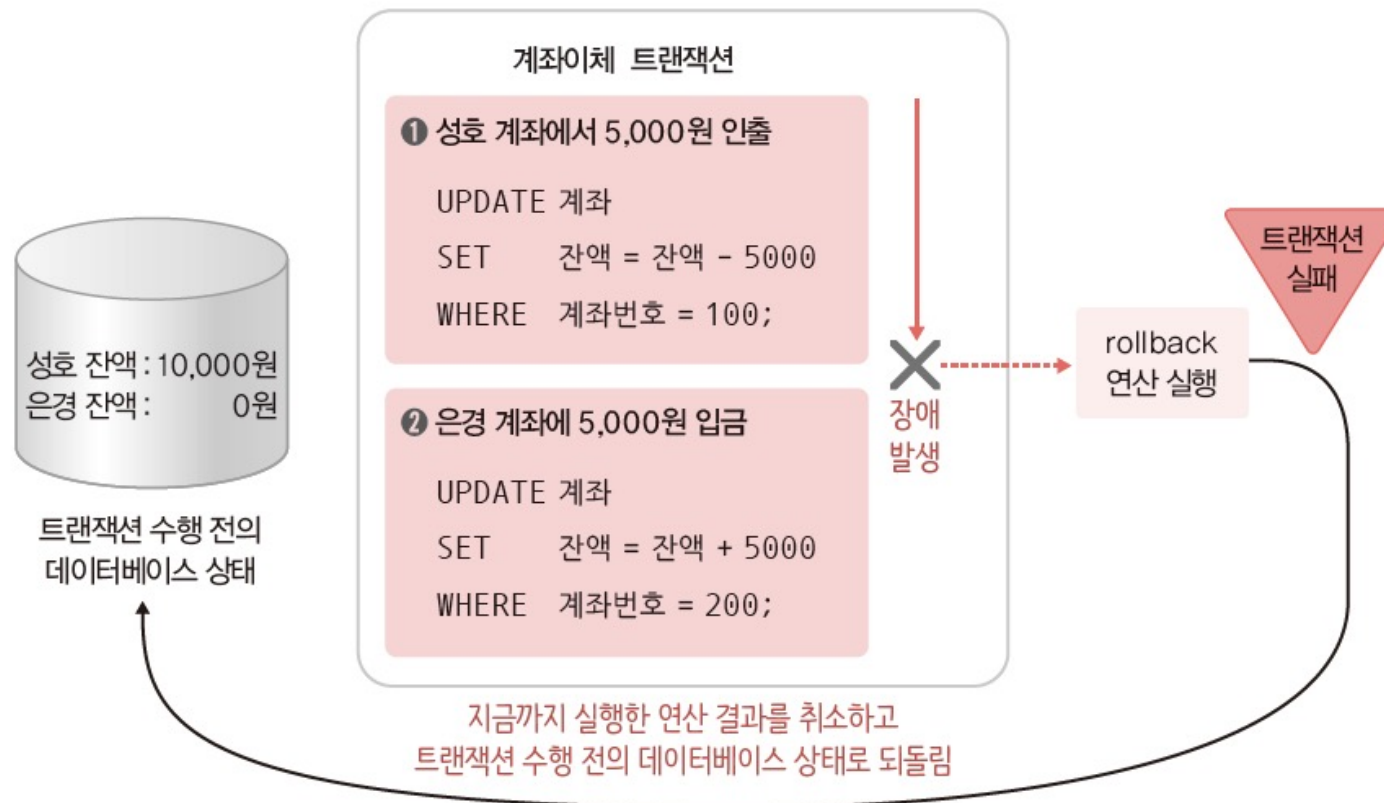 계좌이체 트랜잭션
❶ 성호 계좌에서 5,000원 인출
UPDATE 계좌
SET 잔액 = 잔액 - 5000
WHERE 계좌번호 = 100;
❷ 은경 계좌에 5,000원 입금
UPDATE 계좌
SET 잔액 = 잔액 + 5000
WHERE 계좌번호 = 200;
장애
발생
rollback
연산 실행
트랜잭션
실패
성호 잔액 : 10,000원
은경 잔액 : 0원
트랜잭션 수행 전의
데이터베이스 상태
지금까지 실행한 연산 결과를 취소하고
트랜잭션 수행 전의 데이터베이스 상태로 되돌림